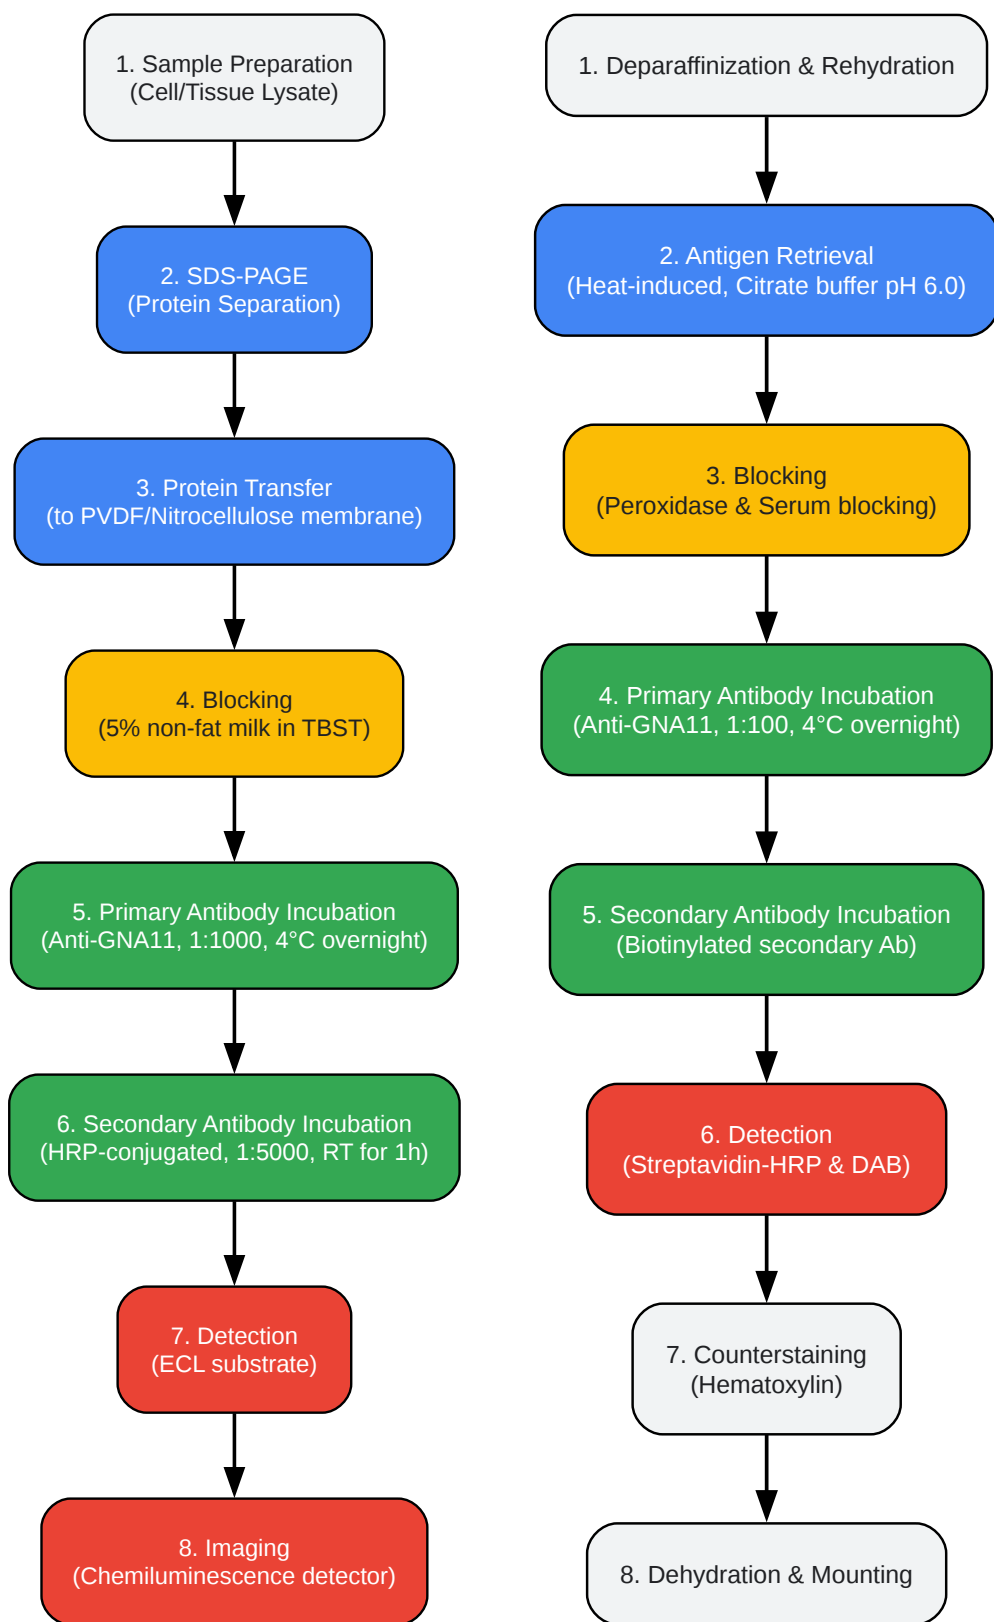 1. Sample Preparation
(Cell/Tissue Lysate)
2. SDS-PAGE
(Protein Separation)
3. Protein Transfer
(to PVDF/Nitrocellulose membrane)
4. Blocking
(5% non-fat milk in TBST)
5. Primary Antibody Incubation
(Anti-GNA11, 1:1000, 4°C overnight)
6. Secondary Antibody Incubation
(HRP-conjugated, 1:5000, RT for 1h)
7. Detection
(ECL substrate)
8. Imaging
(Chemiluminescence detector)
1. Deparaffinization & Rehydration
2. Antigen Retrieval
(Heat-induced, Citrate buffer pH 6.0)
3. Blocking
(Peroxidase & Serum blocking)
4. Primary Antibody Incubation
(Anti-GNA11, 1:100, 4°C overnight)
5. Secondary Antibody Incubation
(Biotinylated secondary Ab)
6. Detection
(Streptavidin-HRP & DAB)
7. Counterstaining
(Hematoxylin)
8. Dehydration & Mounting